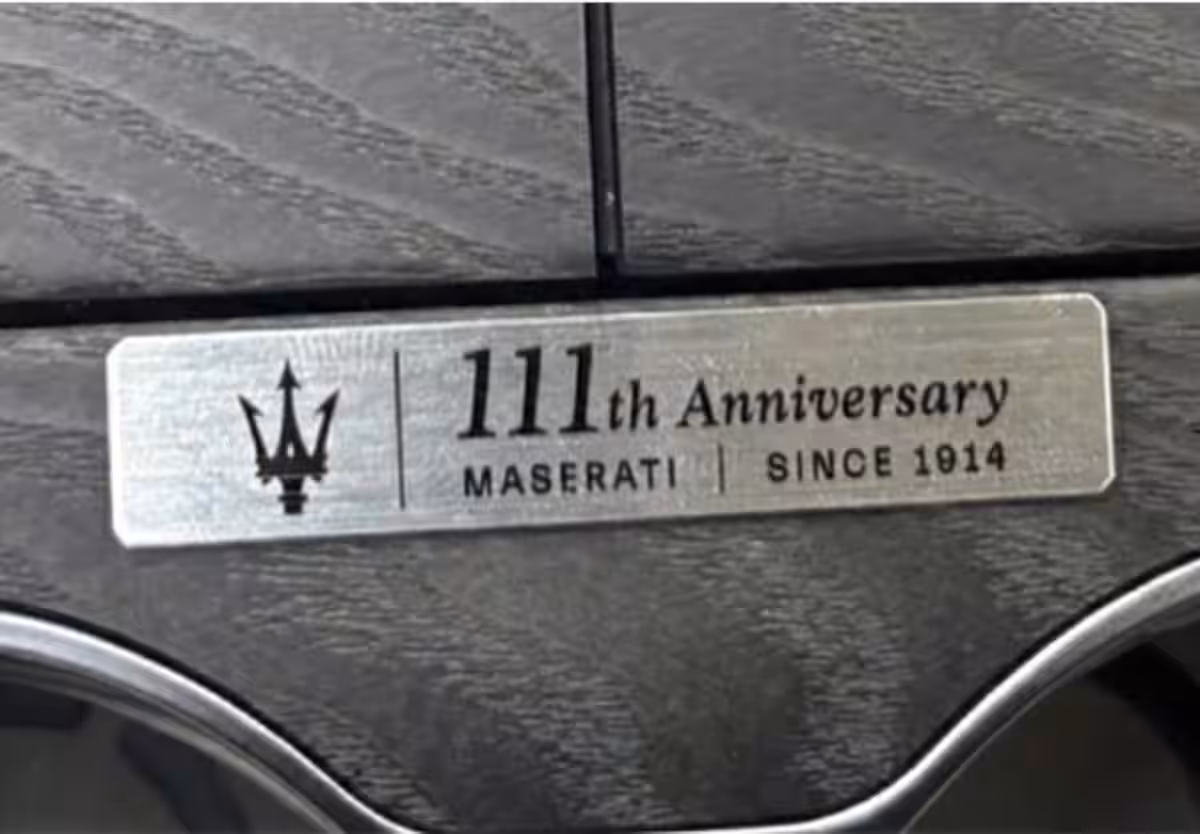 111th Anniversary
MASERATI | SINCE 1914